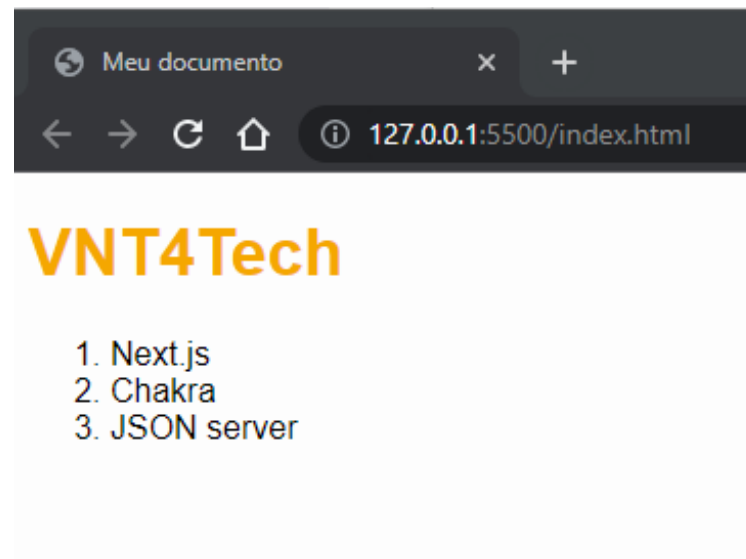 Meu documento
127.0.0.1:5500/index.html
VNT4Tech
1. Next.js
2. Chakra
3. JSON server